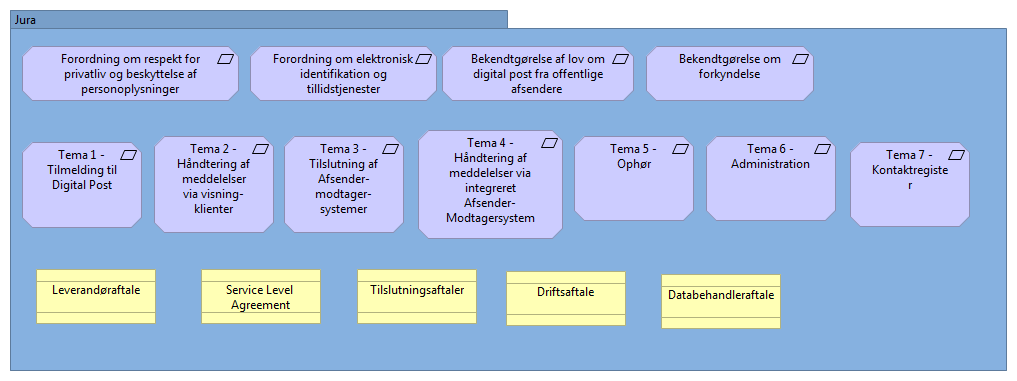 Jura
Forordning om respekt for
privatliv og beskyttelse af
personoplysninger
Forordning om elektronisk
identifikation og
tillidstjenester
Bekendtgørelse af lov om
digital post fra offentlige
afsendere
Bekendtgørelse om
forkyndelse
Tema 1 -
Tilmelding til
Digital Post
Tema 2 -
Håndtering af
meddelelser
via visning-
klienter
Tema 3 -
Tilslutning af
Afsender-
modtager-
systemer
Tema 4 -
Håndtering af
meddelelser via
integreret
Afsender-
Modtagersystem
Tema 5 -
Ophør
Tema 6 -
Administration
Tema 7 -
Kontaktregiste
r
Leverandøraftale
Service Level
Agreement
Tilslutningsaftaler
Driftsaftale
Databehandleraftale